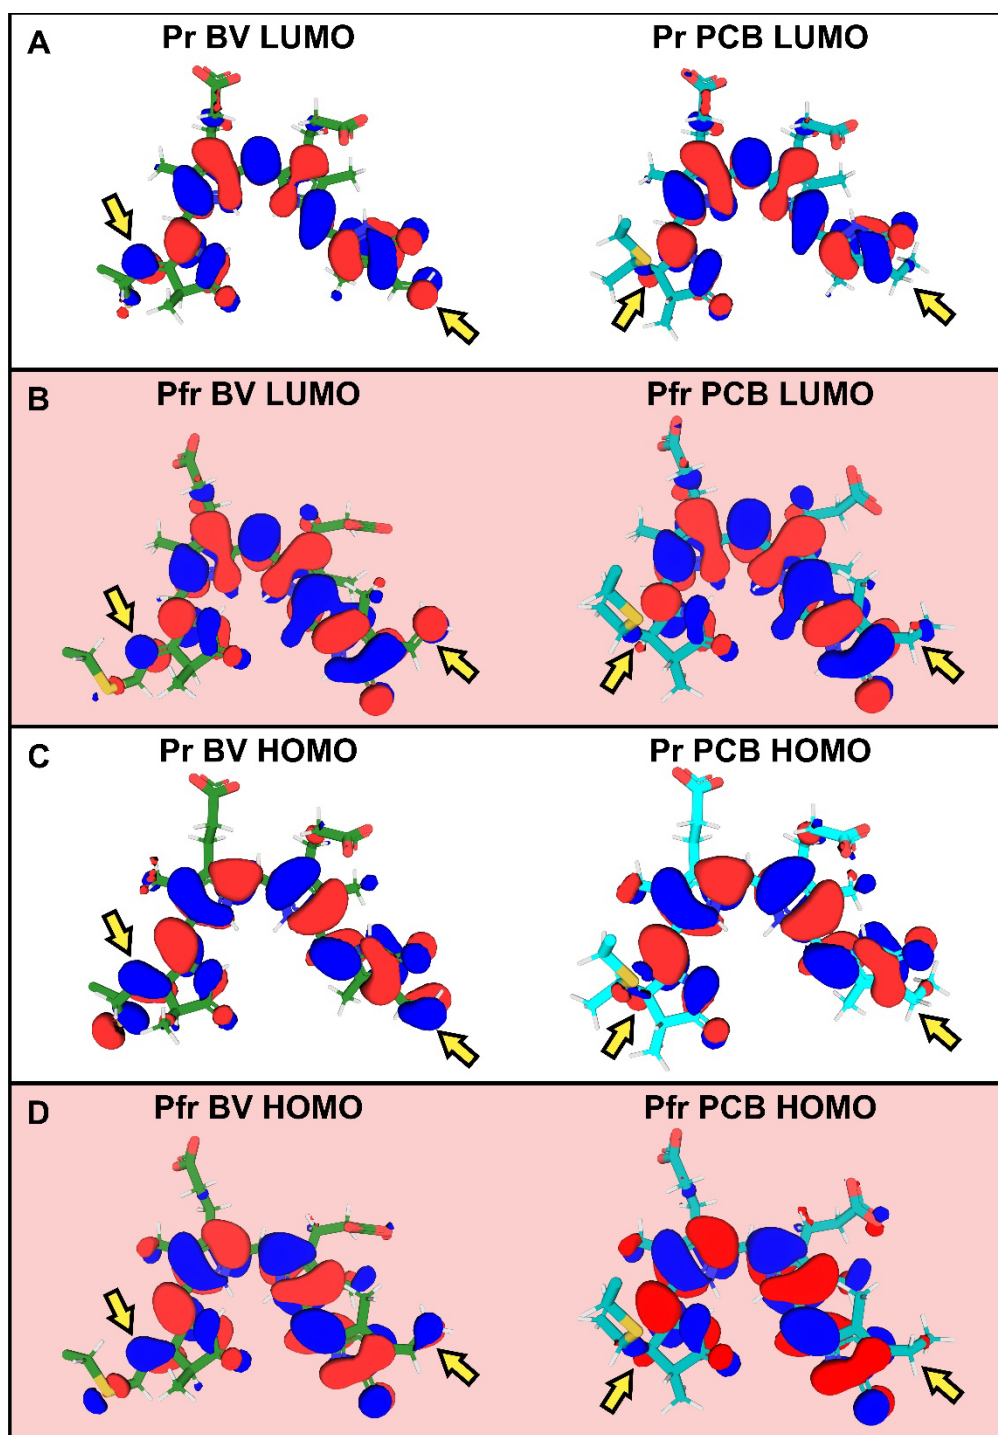 A
Pr BV LUMO
Pr PCB LUMO
B
Pfr BV LUMO
Pfr PCB LUMO
C
Pr BV HOMO
Pr PCB HOMO
D
Pfr BV HOMO
Pfr PCB HOMO